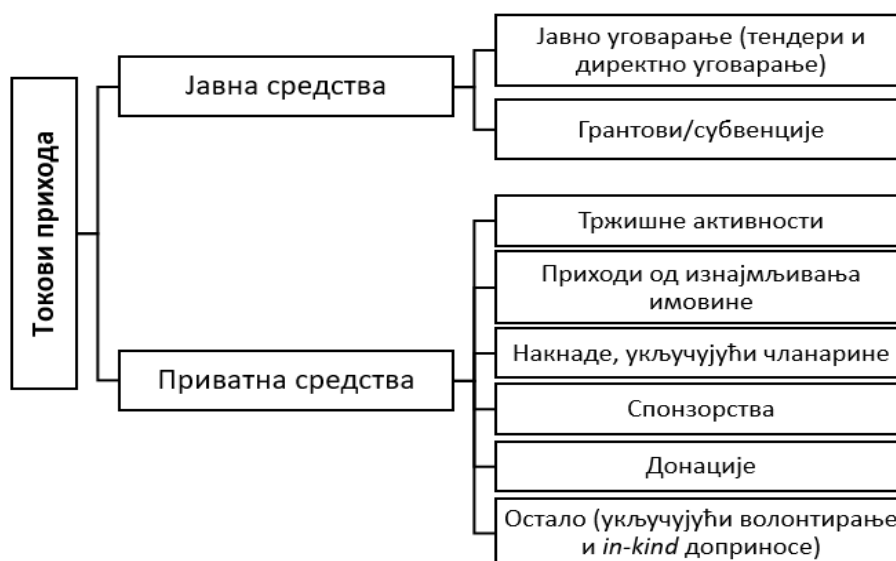 Токови прихода
Јавна средства
Јавно уговарање (тендери и
директно уговарање)
Грантови/субвенције
Приватна средства
Тржишне активности
Приходи од изнајмљивања
имовине
Накнаде, укључујући чланарине
Спонзорства
Донације
Остало (укључујући волонтирање
и in-kind доприносе)